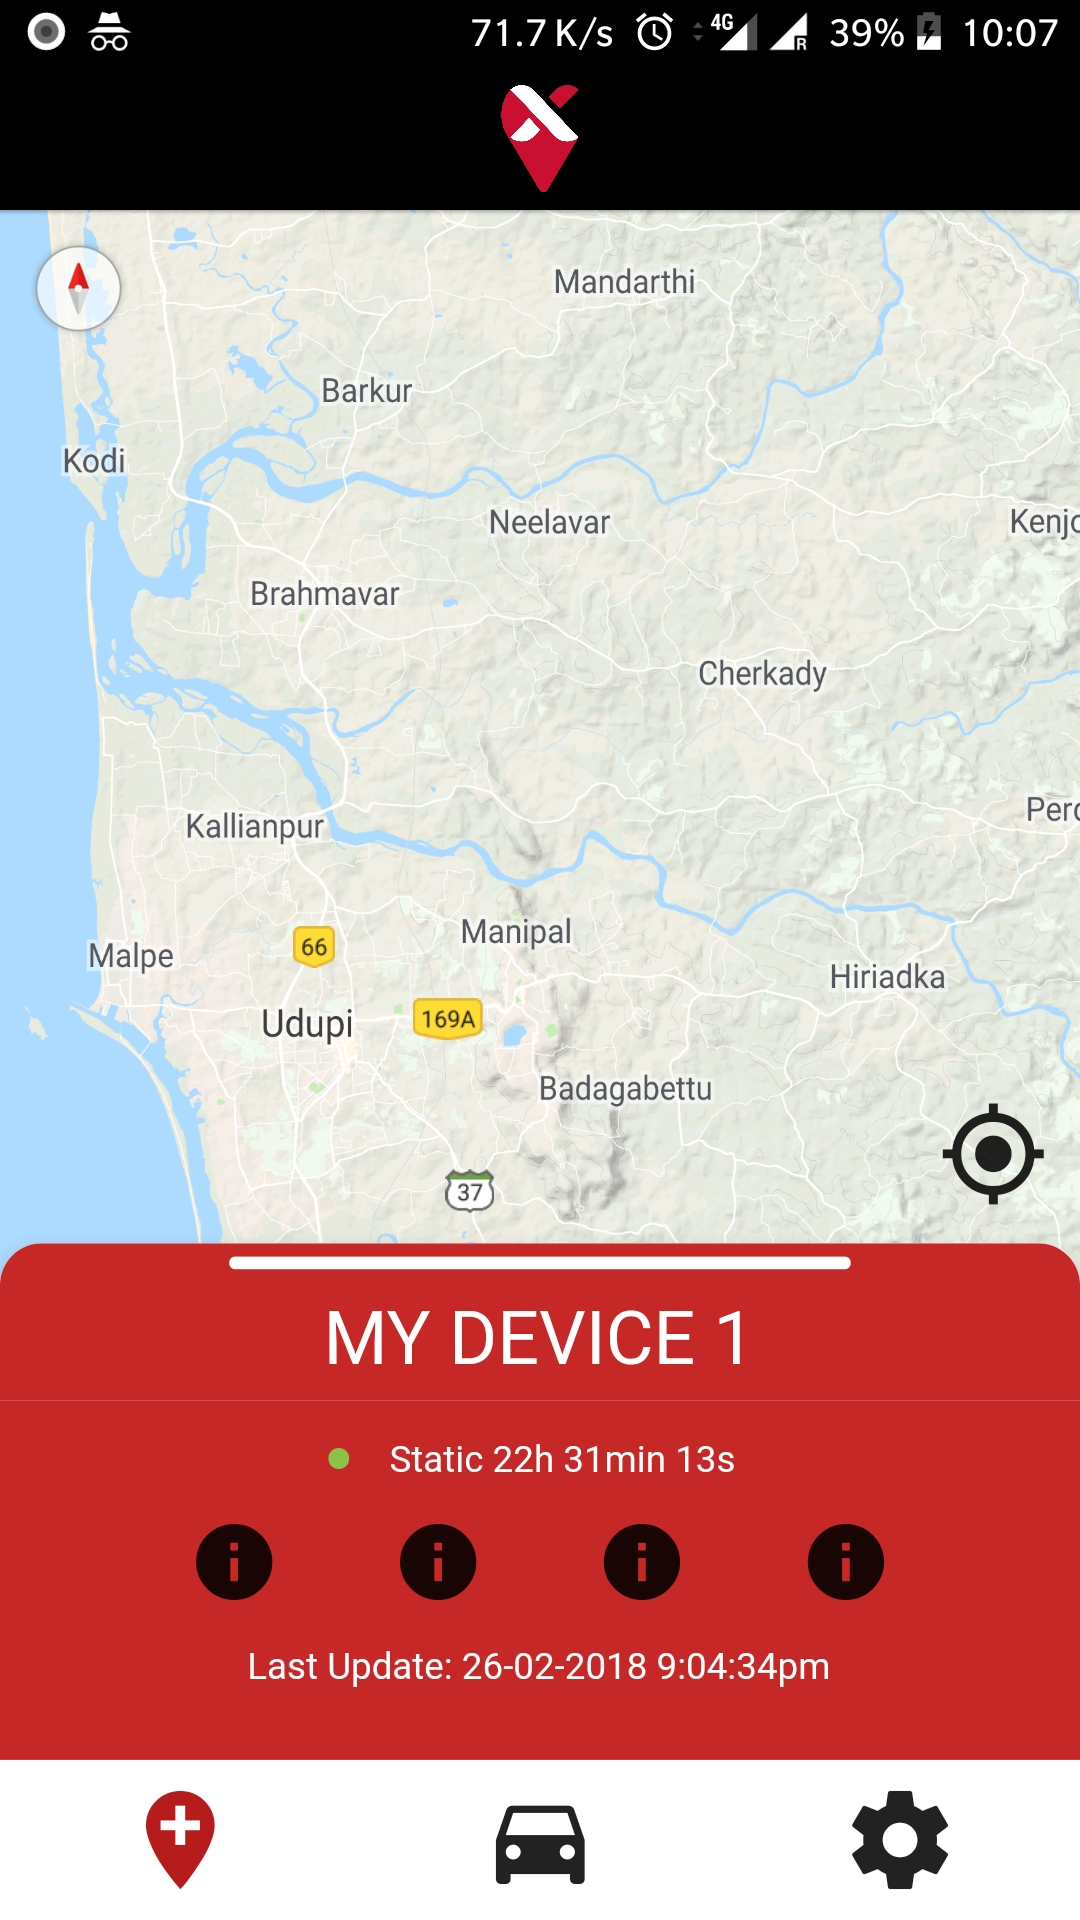 71.7 K/s 4G R 39% 10:07
Mandarthi
Barkur
Kodi
Neelavar
Kenjo
Brahmavar
Cherkady
Perd
Kallianpur
Manipal
66
Malpe
Hiriadka
169A
Udupi
Badagabettu
37
MY DEVICE 1
Static 22h 31min 13s
i i i i
Last Update: 26-02-2018 9:04:34pm